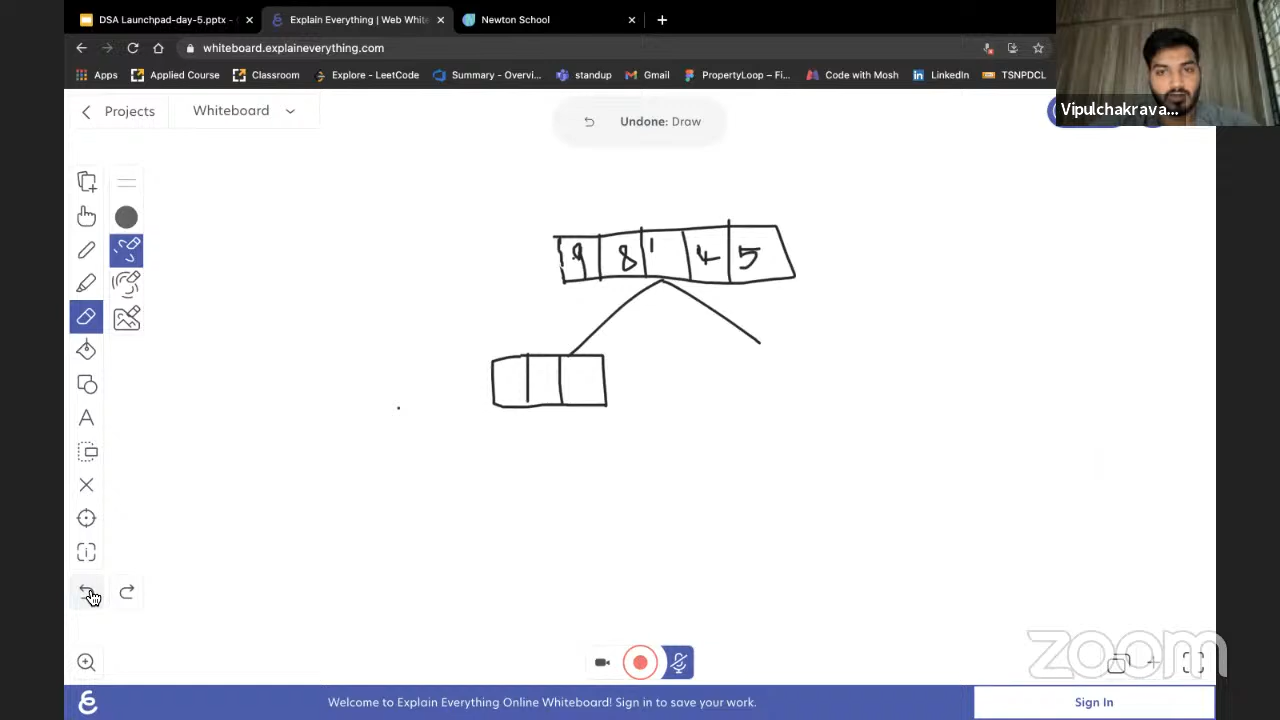 DSA Launchpad-day-5.pptx -
Explain Everything | Web White
Newton School
whiteboard.explaineverything.com
Apps
Applied Course
Classroom
Explore - LeetCode
Summary - Overvi...
standup
Gmail
PropertyLoop – Fi...
Code with Mosh
LinkedIn
TSNPDCL
Vipulchakrava...
Projects
Whiteboard
Undone: Draw
9 8 ' 4 5
A
zoom
Welcome to Explain Everything Online Whiteboard! Sign in to save your work.
Sign In